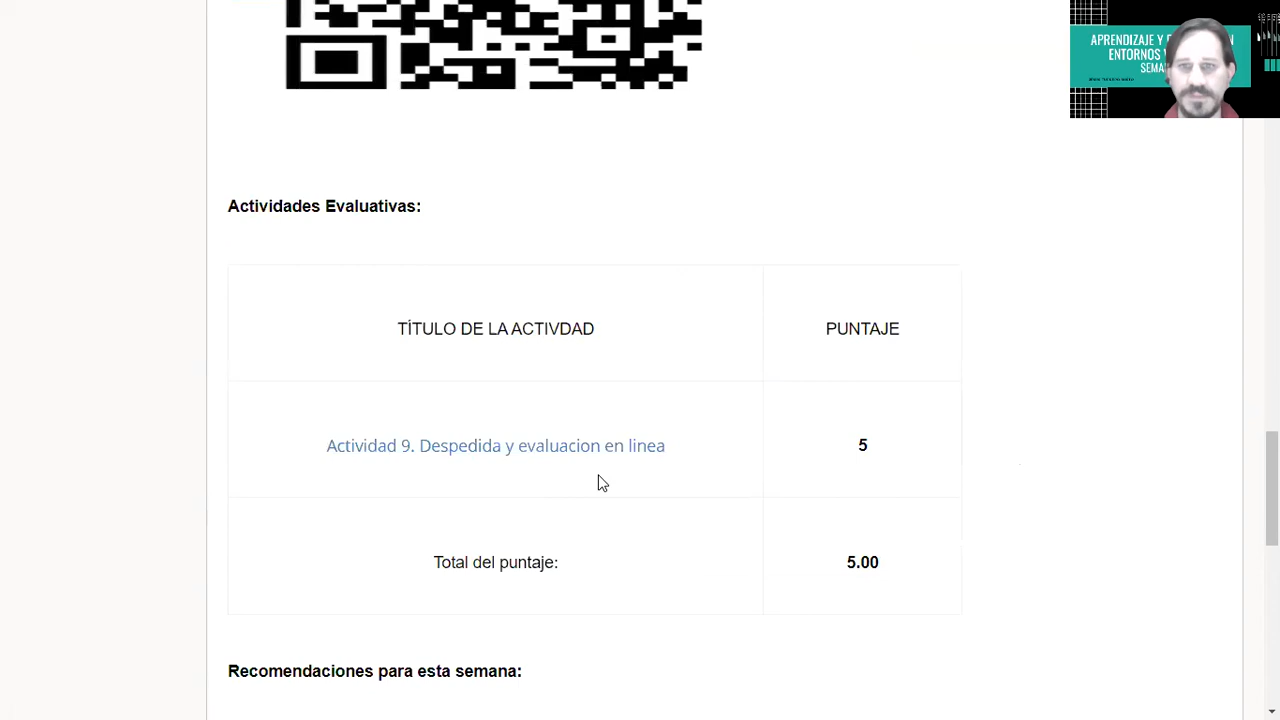 APRENDIZAJE Y
ENTORNOS
SEMA
Actividades Evaluativas:
TÍTULO DE LA ACTIVDAD
PUNTAJE
Actividad 9. Despedida y evaluacion en linea
5
Total del puntaje:
5.00
Recomendaciones para esta semana: